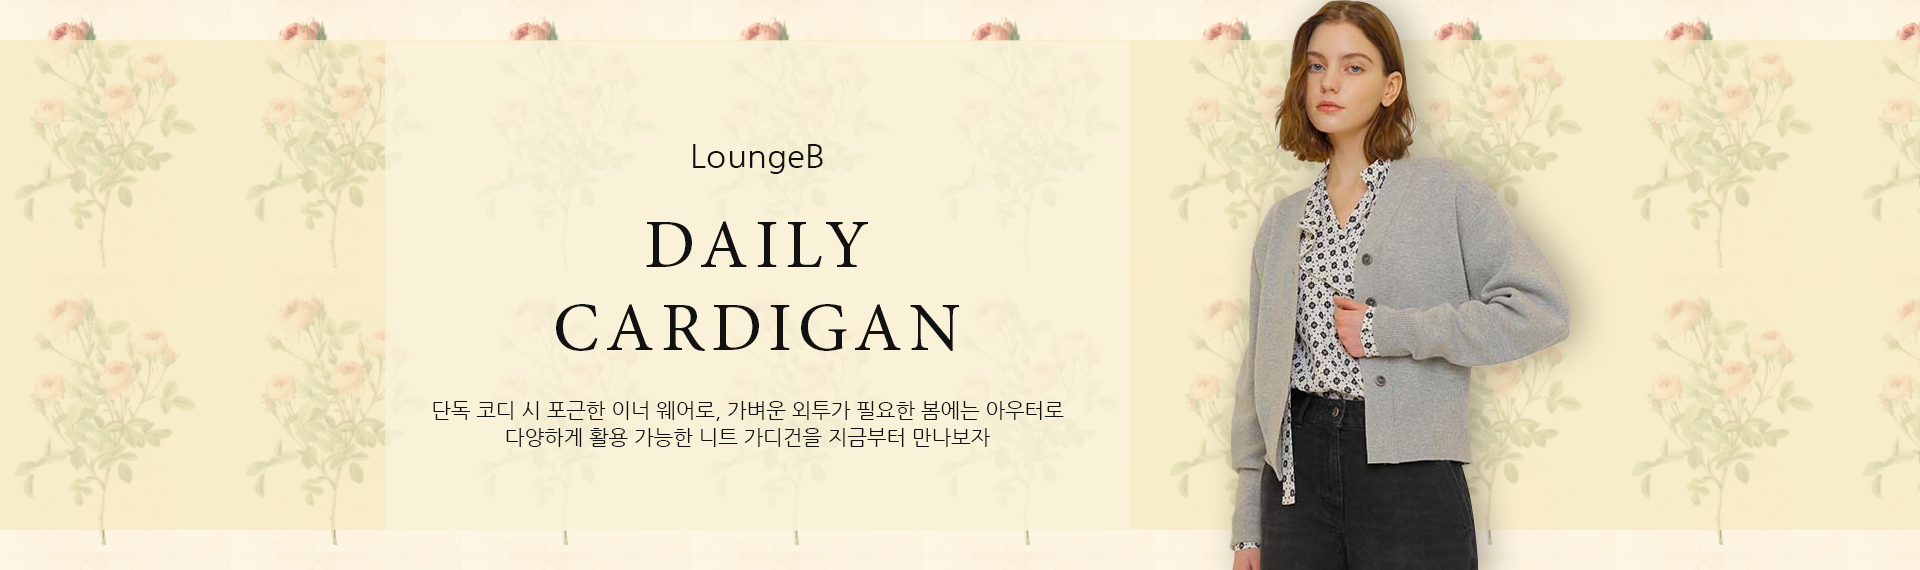 LoungeB
DAILY
CARDIGAN
단독 코디 시 포근한 이너 웨어로, 가벼운 외투가 필요한 봄에는 아우터로
다양하게 활용 가능한 니트 가디건을 지금부터 만나보자